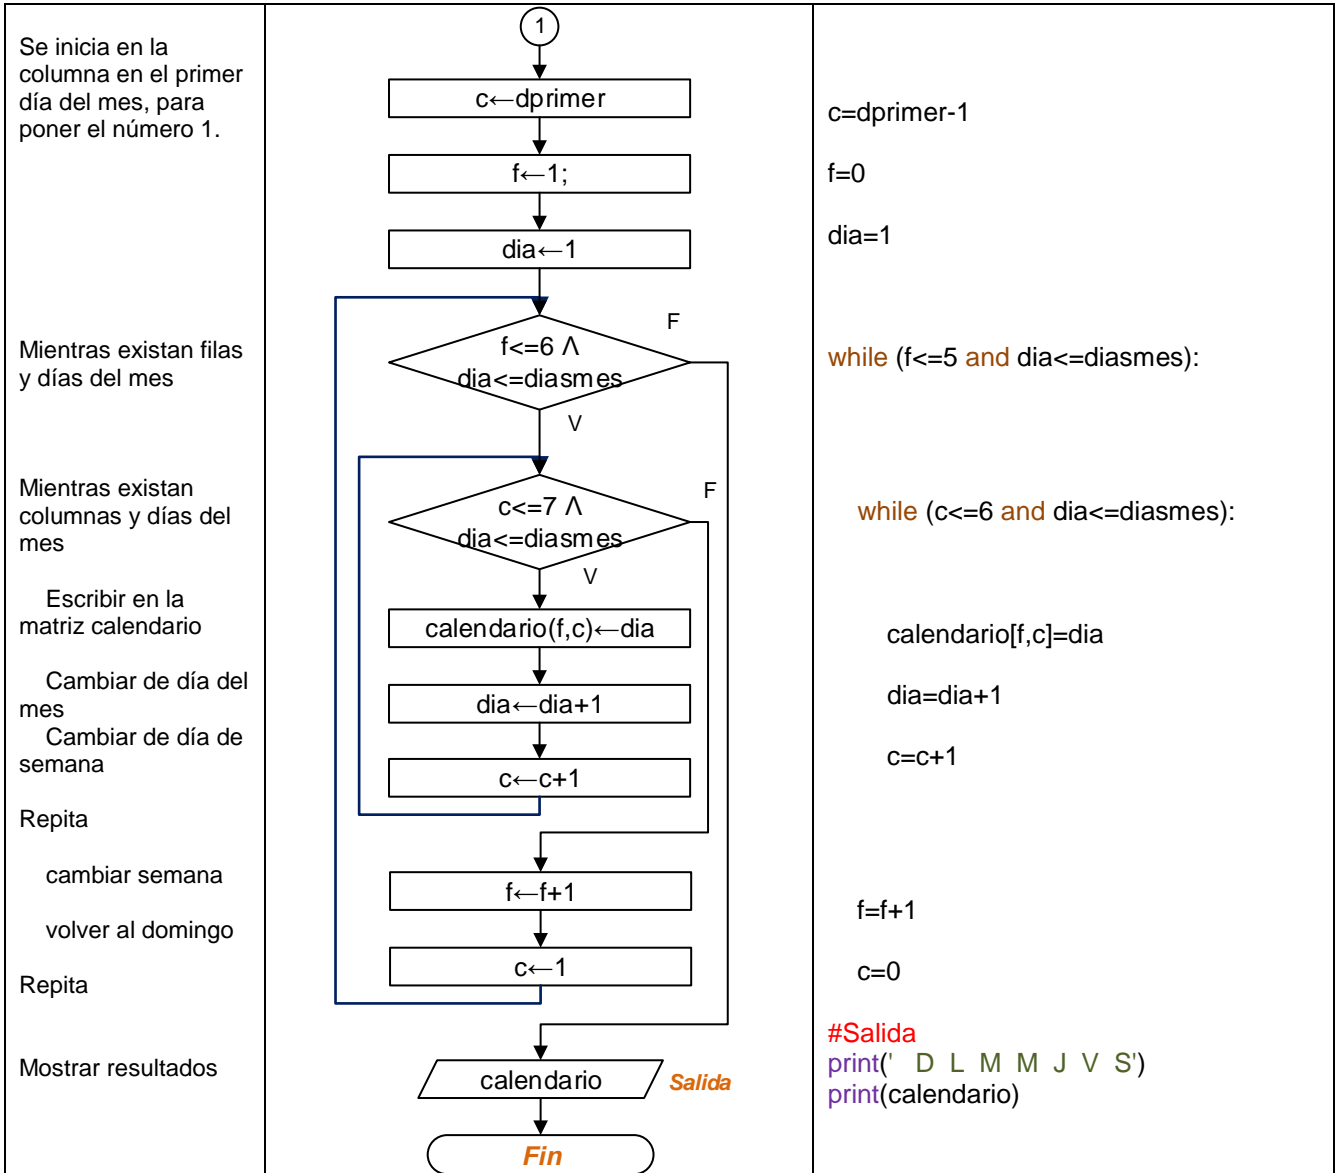 Se inicia en la
columna en el primer
día del mes, para
poner el número 1.
Mientras existan filas
y días del mes
Mientras existan
columnas y días del
mes
Escribir en la
matriz calendario
Cambiar de día del
mes
Cambiar de día de
semana
Repita
cambiar semana
volver al domingo
Repita
Mostrar resultados
1
c←dprimer
f←1;
dia←1
f<=6 Λ
dia<=diasmes
F
V
c<=7 Λ
dia<=diasmes
F
V
calendario(f,c)←dia
dia←dia+1
c←c+1
f←f+1
c←1
calendario
Salida
Fin
c=dprimer-1
f=0
dia=1
while (f<=5 and dia<=diasmes):
while (c<=6 and dia<=diasmes):
calendario[f,c]=dia
dia=dia+1
c=c+1
f=f+1
c=0
#Salida
print('   D  L  M  M  J  V  S')
print(calendario)